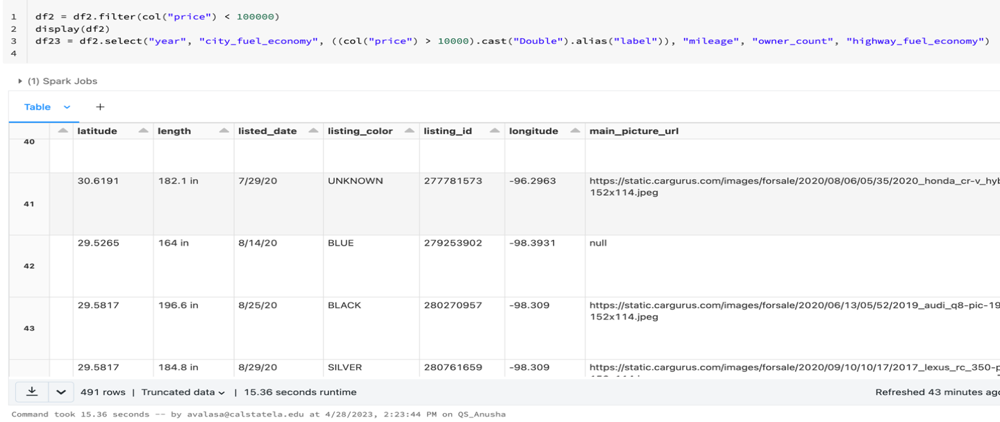 1 df2 = df2.filter(col("price") < 100000)
2 display(df2)
3 df23 = df2.select("year", "city_fuel_economy", ((col("price") > 10000).cast("Double").alias("label")), "mileage", "owner_count", "highway_fuel_economy")
4
(1) Spark Jobs
Table +
latitude length listed_date listing_color listing_id longitude main_picture_url
40
41 30.6191 182.1 in 7/29/20 UNKNOWN 277781573 -96.2963 https://static.cargurus.com/images/forsale/2020/08/06/05/35/2020_honda_cr-v_hyb
152x114.jpeg
42 29.5265 164 in 8/14/20 BLUE 279253902 -98.3931 null
43 29.5817 196.6 in 8/25/20 BLACK 280270957 -98.309 https://static.cargurus.com/images/forsale/2020/06/13/05/52/2019_audi_q8-pic-19
152x114.jpeg
29.5817 184.8 in 8/29/20 SILVER 280761659 -98.309 https://static.cargurus.com/images/forsale/2020/09/10/10/17/2017_lexus_rc_350-p
491 rows | Truncated data | 15.36 seconds runtime Refreshed 43 minutes ago
Command took 15.36 seconds -- by avalasa@calstatela.edu at 4/28/2023, 2:23:44 PM on QS_Anusha